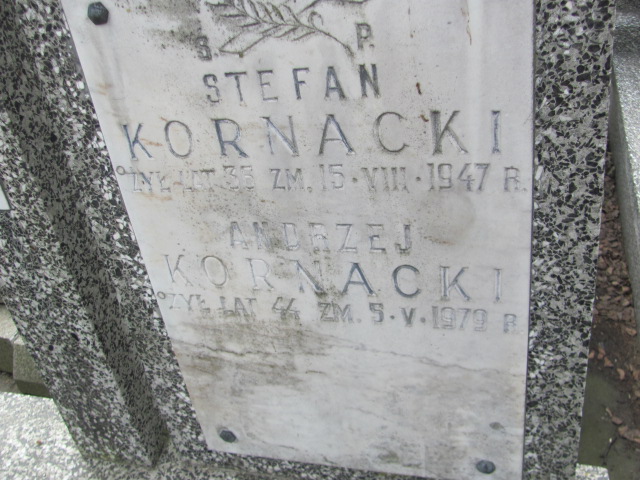 Ś P.
STEFAN
KORNACKI
ŻYŁ LAT 35 ZM. 15·VIII·1947 R.
ANDRZEJ
KORNACKI
ŻYŁ LAT 44 ZM. 5·V·1979 R.